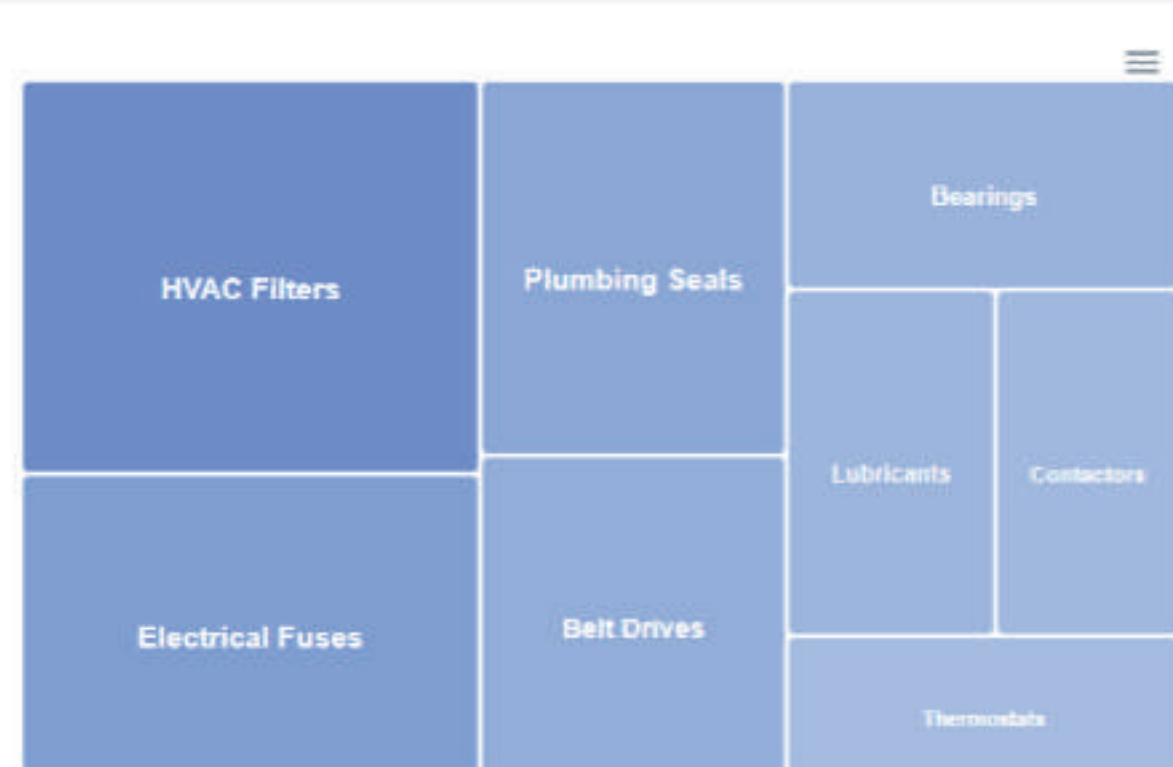 HVAC Filters
Electrical Fuses
Plumbing Seals
Belt Drives
Bearings
Lubricants
Contactors
Thermostats